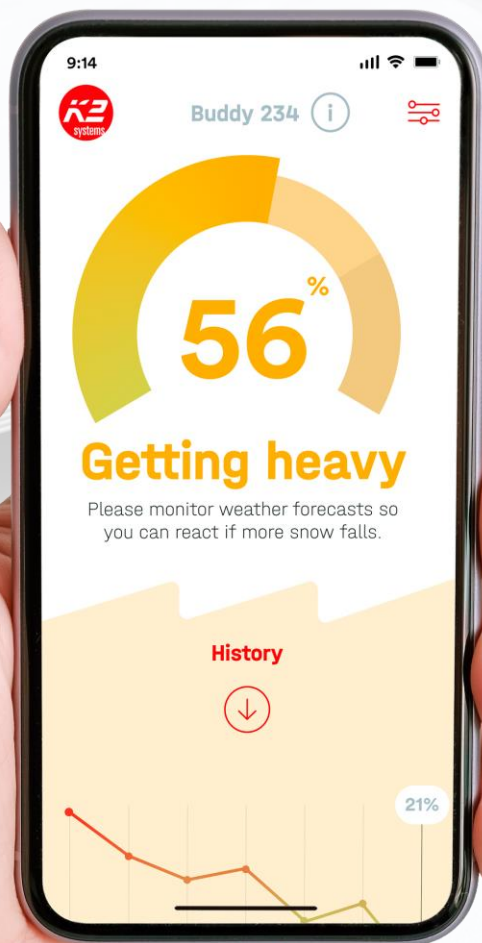 9:14
K2
systems
Buddy 234 i
56%
Getting heavy
Please monitor weather forecasts so
you can react if more snow falls.
History
21%